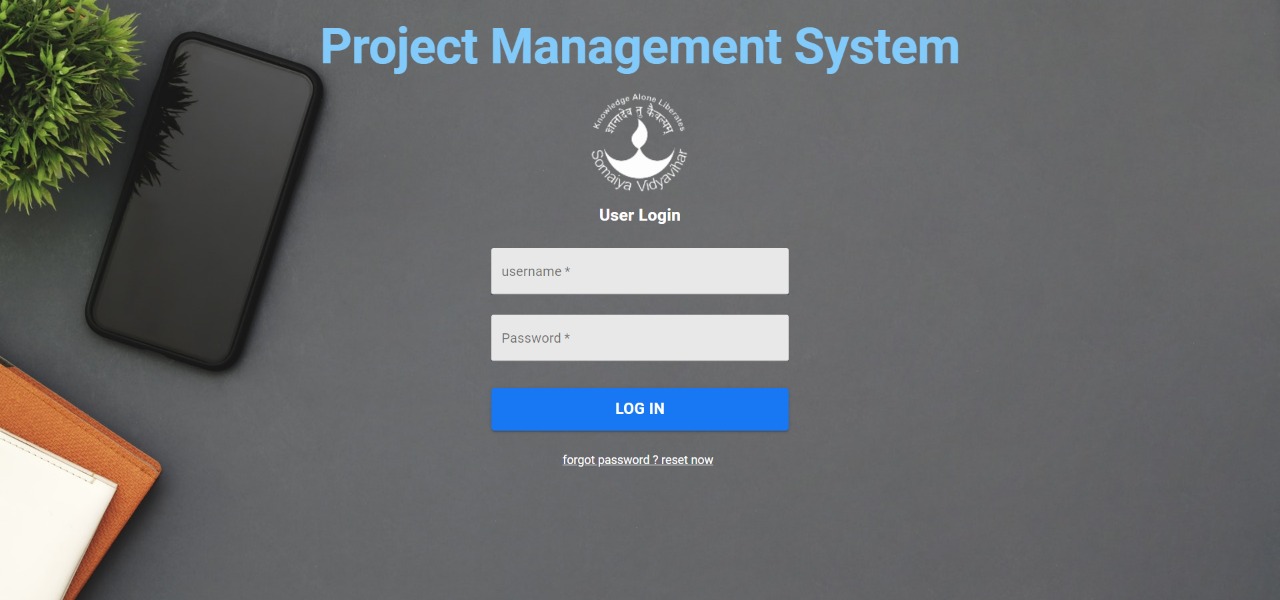 Project Management System
Knowledge Alone Liberates
ज्ञानादेव तु कैवल्यम्
Somaiya Vidyavihar
User Login
username *
Password *
LOG IN
forgot password ? reset now